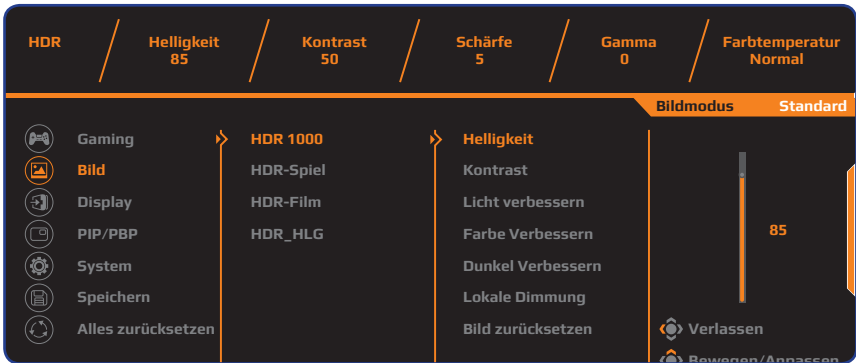 HDR
Helligkeit
85
Kontrast
50
Schärfe
5
Gamma
0
Farbtemperatur
Normal
Bildmodus Standard
Gaming HDR 1000 Helligkeit
Bild HDR-Spiel Kontrast
Display HDR-Film Licht verbessern
PIP/PBP HDR_HLG Farbe Verbessern 85
System Dunkel Verbessern
Speichern Lokale Dimmung
Alles zurücksetzen Bild zurücksetzen Verlassen
Bewegen/Anpassen